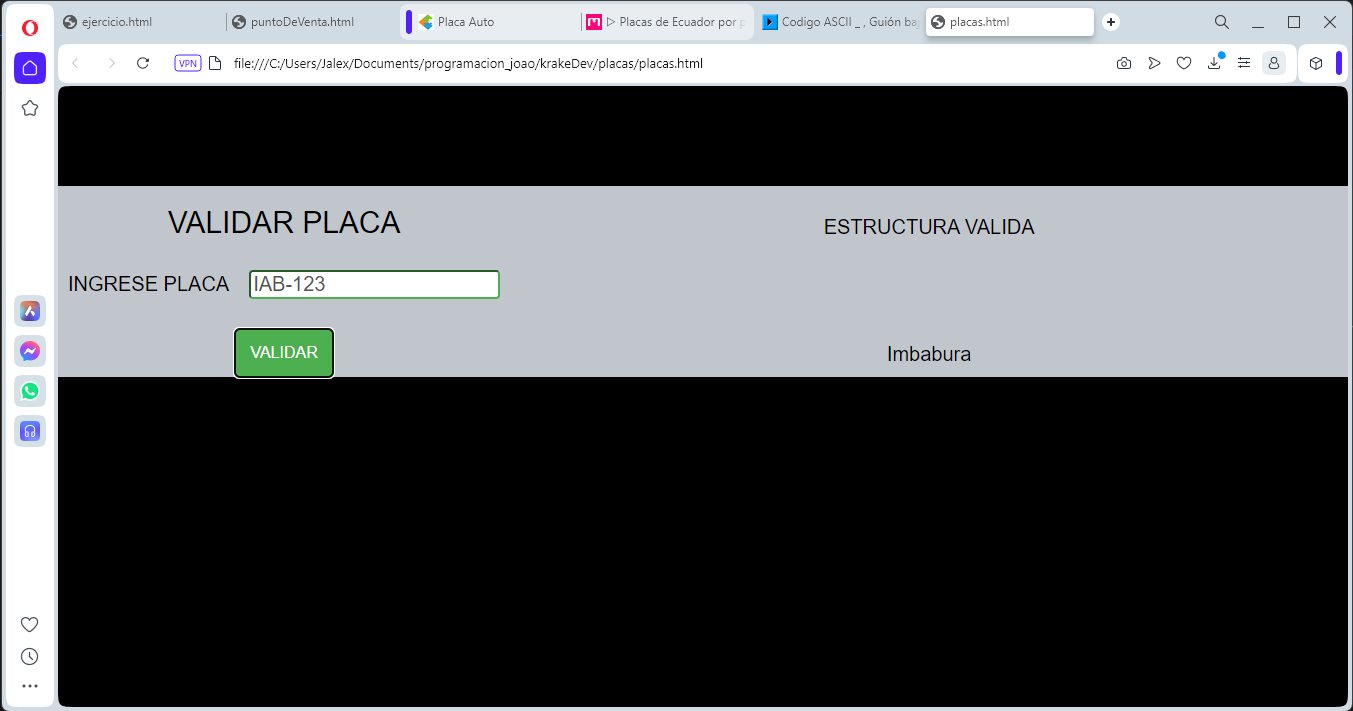 ejercicio.html
puntoDeVenta.html
Placa Auto
▷ Placas de Ecuador por p
Codigo ASCII _ , Guión baj
placas.html
VPN
file:///C:/Users/Jalex/Documents/programacion_joao/krakeDev/placas/placas.html
VALIDAR PLACA
ESTRUCTURA VALIDA
INGRESE PLACA
IAB-123
VALIDAR
Imbabura